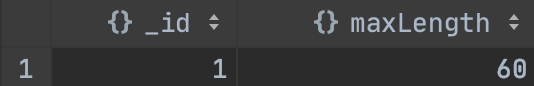 {} _id {} maxLength
1 1 60